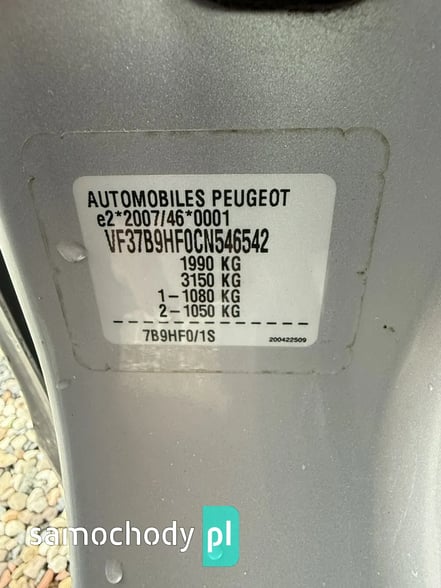 AUTOMOBILES PEUGEOT
e2*2007/46*0001
VF37B9HF0CN546542
1990 KG
3150 KG
1-1080 KG
2-1050 KG
7B9HF0/1S 200422509
samochody pl